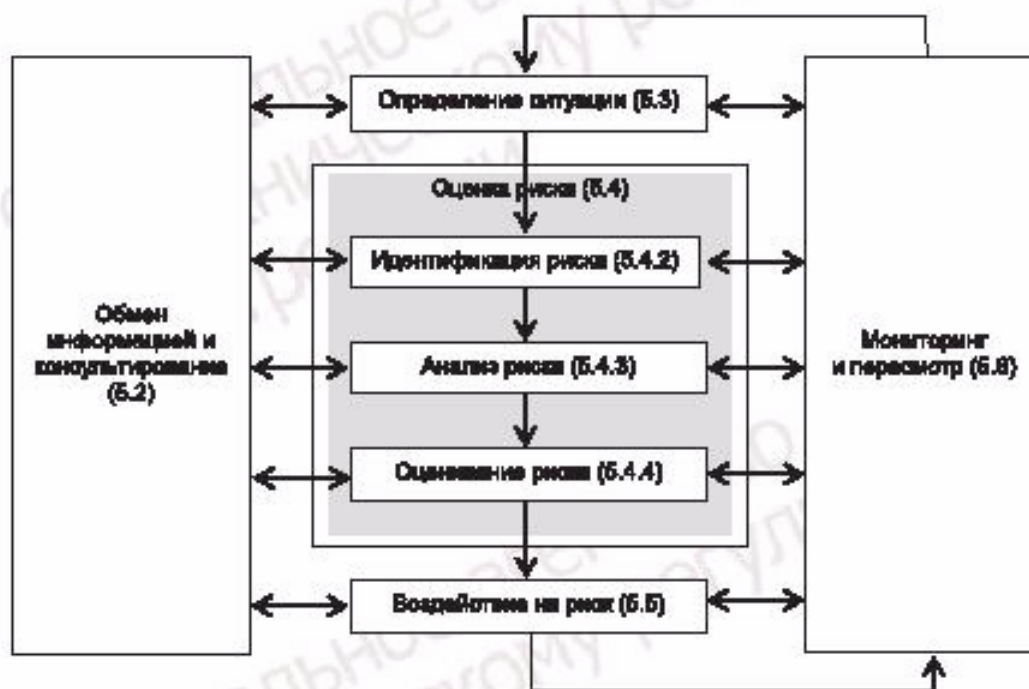 Определение ситуации (5.3)
Оценка риска (5.4)
Идентификация риска (5.4.2)
Обмен
информацией и
консультирование
(5.2)
Анализ риска (5.4.3)
Мониторинг
и пересмотр (5.6)
Оценивание риска (5.4.4)
Воздействие на риск (5.5)